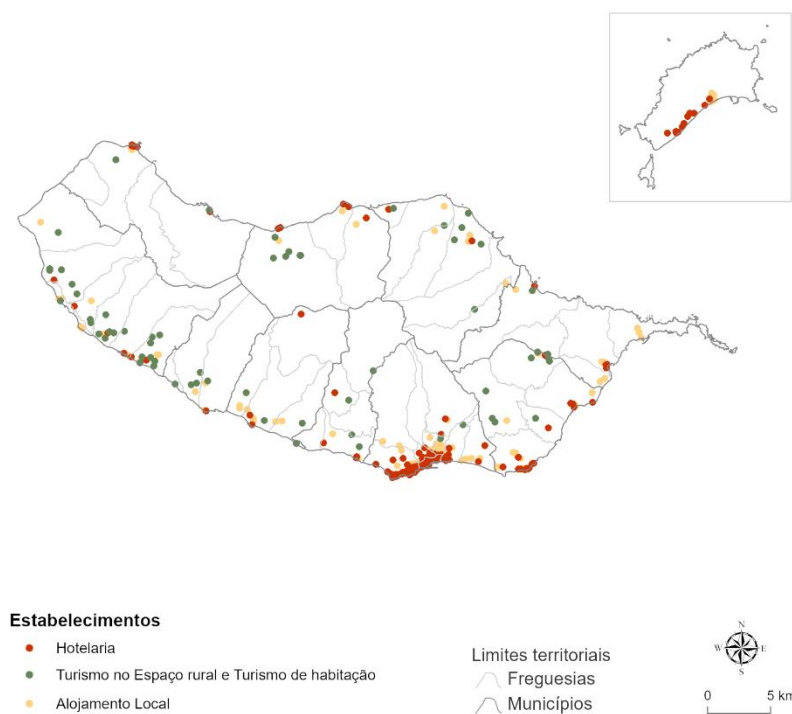 Estabelecimentos
Hotelaria
Turismo no Espaço rural e Turismo de habitação
Alojamento Local
Limites territoriais
Freguesias
Municípios
N
W E
S
0 5 km